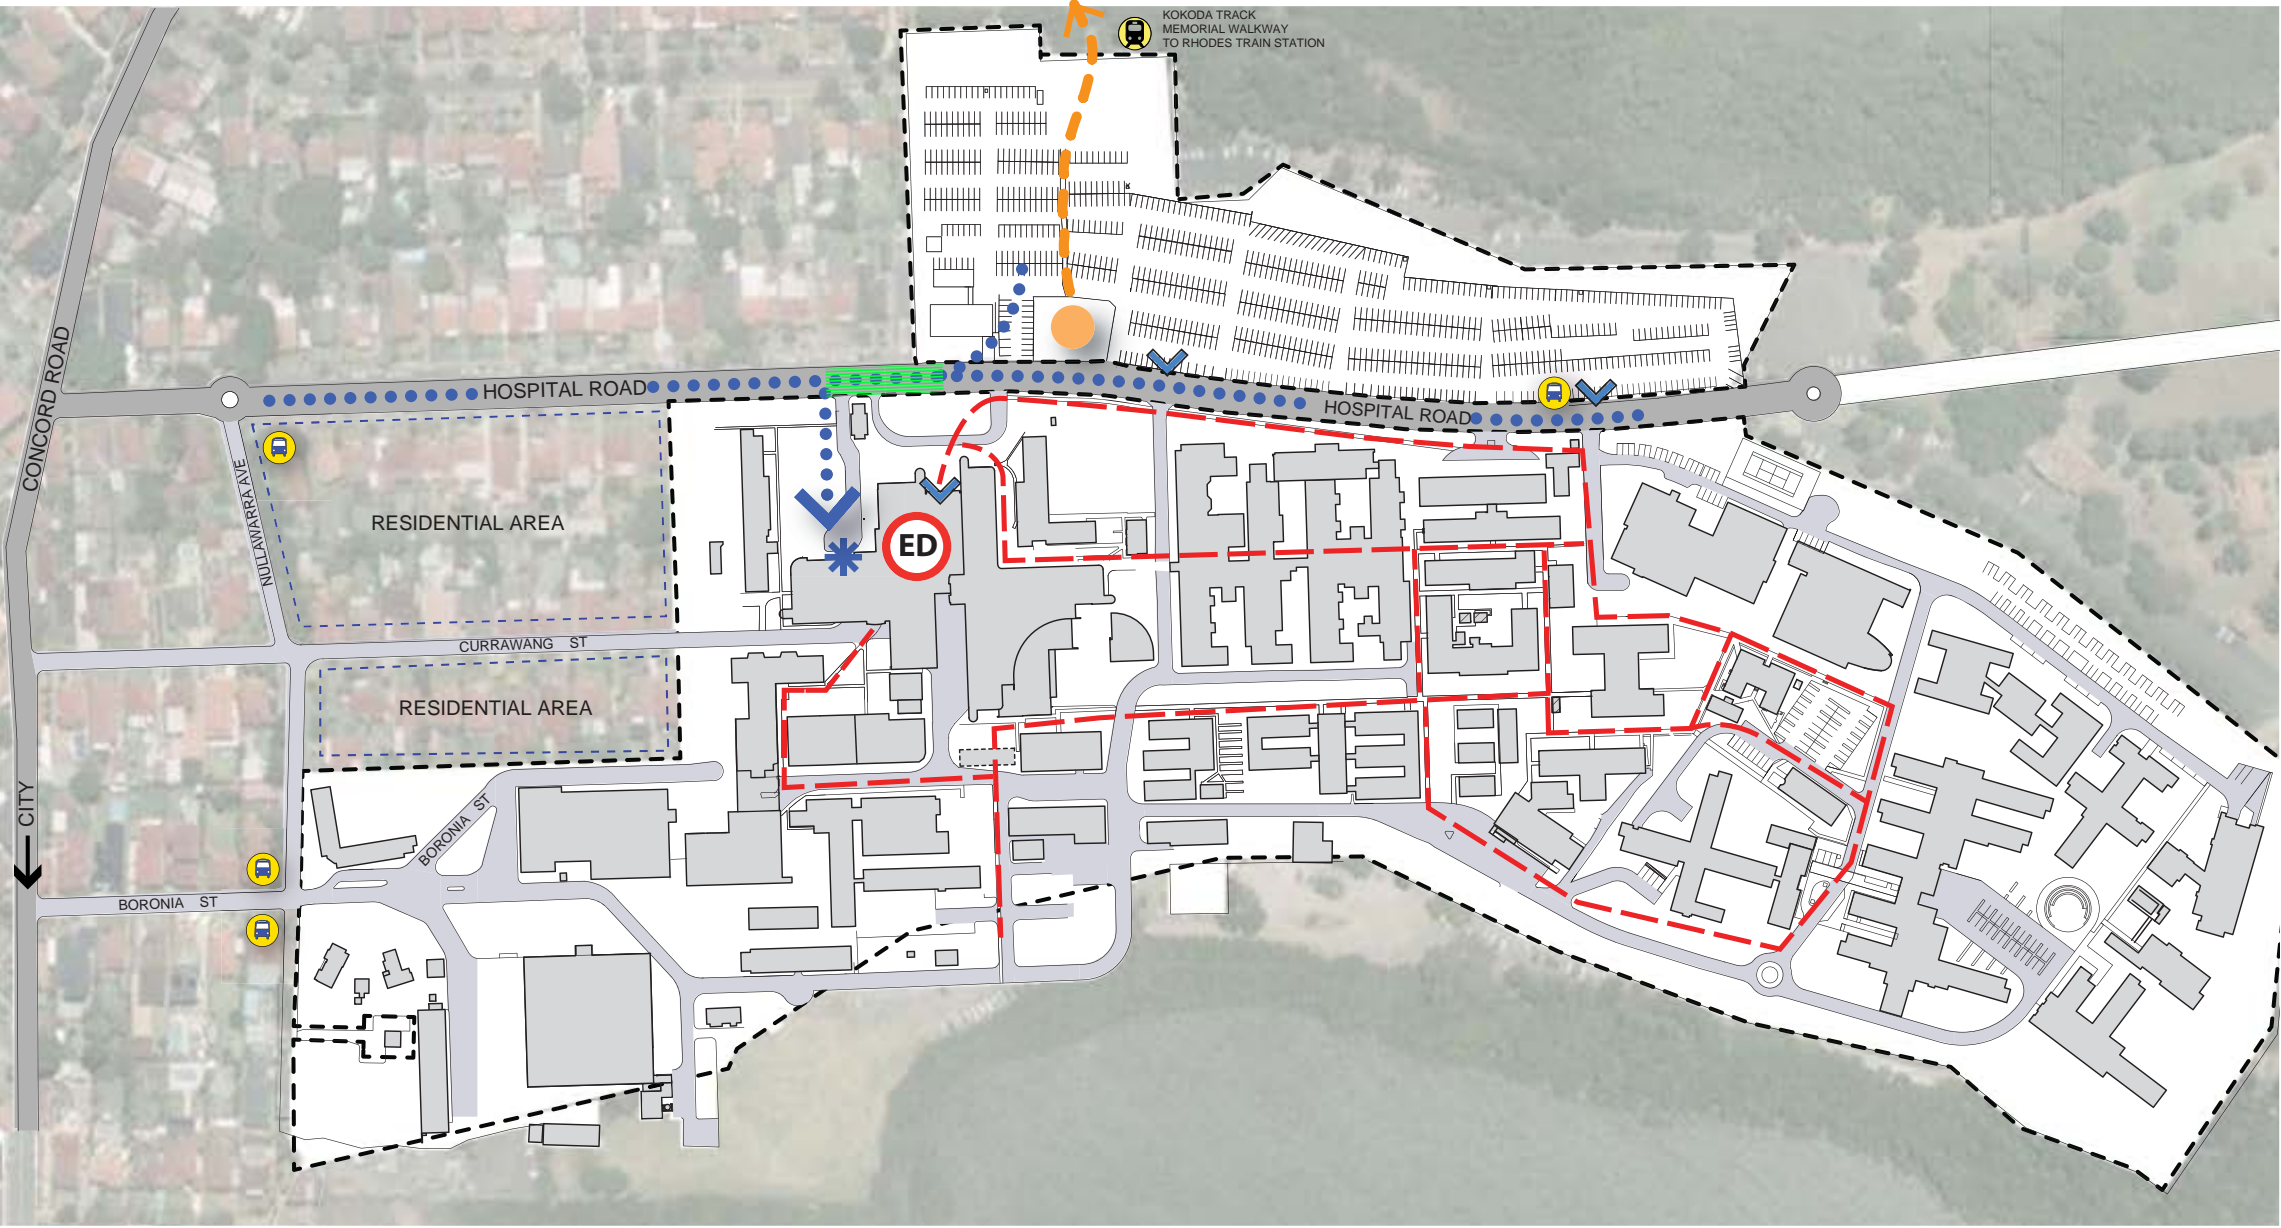 KOKODA TRACK
MEMORIAL WALKWAY
TO RHODES TRAIN STATION
CONCORD ROAD
HOSPITAL ROAD
HOSPITAL ROAD
NULLAWARRA AVE
RESIDENTIAL AREA
ED
CURRAWANG ST
RESIDENTIAL AREA
CITY
BORONIA ST
BORONIA ST